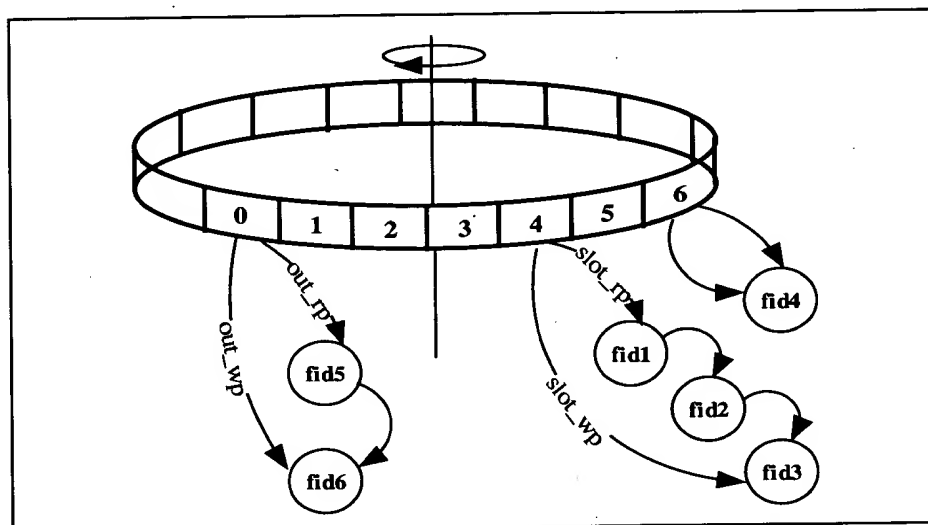 0 1 2 3 4 5 6
out_rp
out_wp
slot_rp
slot_wp
fid4
fid1
fid5
fid2
fid3
fid6